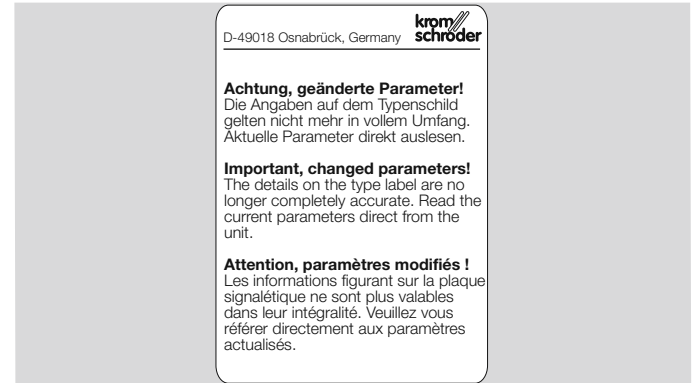 D-49018 Osnabrück, Germany
krom
schröder
Achtung, geänderte Parameter!
Die Angaben auf dem Typenschild
gelten nicht mehr in vollem Umfang.
Aktuelle Parameter direkt auslesen.
Important, changed parameters!
The details on the type label are no
longer completely accurate. Read the
current parameters direct from the
unit.
Attention, paramètres modifiés !
Les informations figurant sur la plaque
signalétique ne sont plus valables
dans leur intégralité. Veuillez vous
référer directement aux paramètres
actualisés.